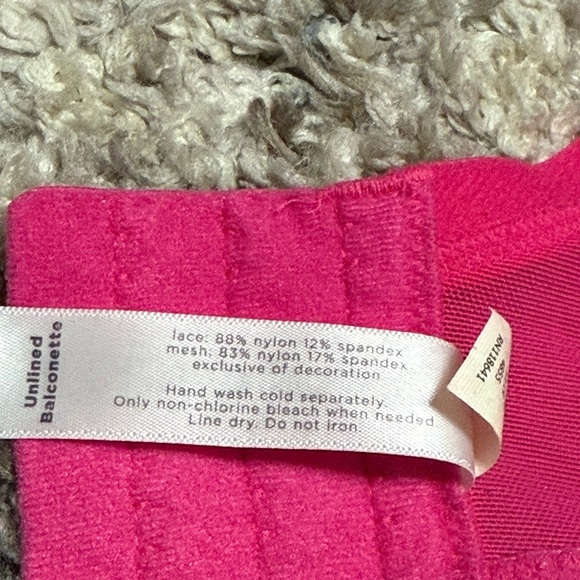 Unlined
Balconette
lace: 88% nylon 12% spandex
mesh: 83% nylon 17% spandex
exclusive of decoration
Hand wash cold separately.
Only non-chlorine bleach when needed
Line dry. Do not iron.
RN118641